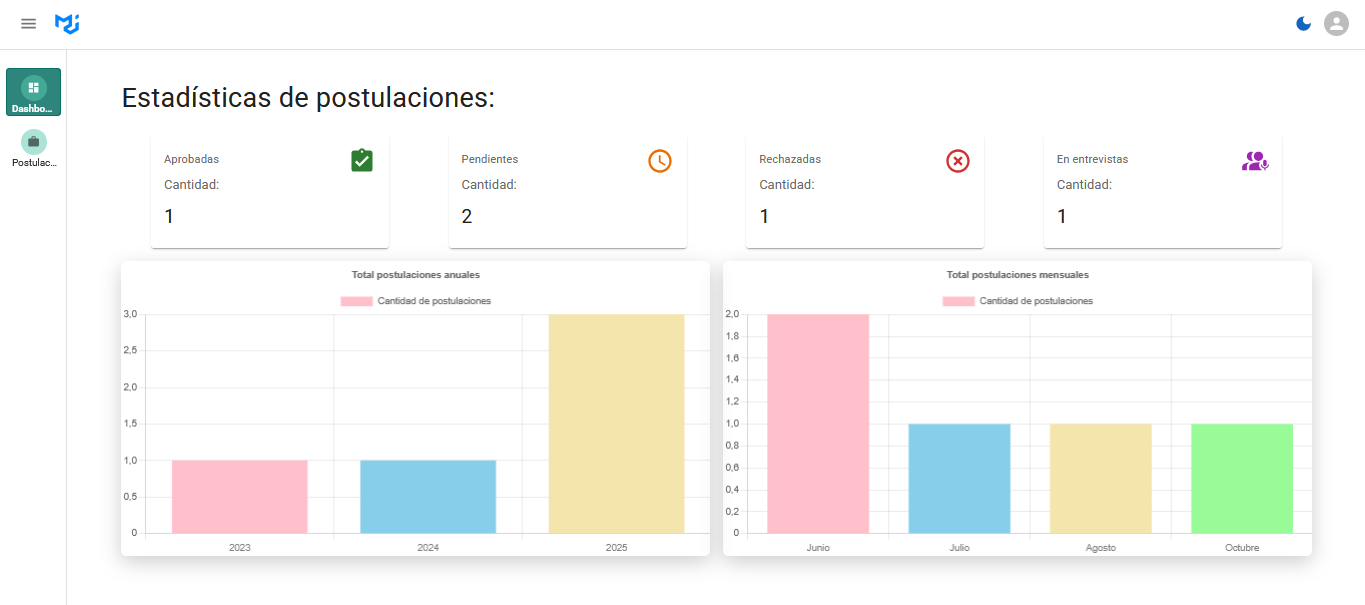 Estadísticas de postulaciones:
Dashbo...
Postulac...
Aprobadas
Cantidad:
1
Pendientes
Cantidad:
2
Rechazadas
Cantidad:
1
En entrevistas
Cantidad:
1
Total postulaciones anuales
Cantidad de postulaciones
3,0
2,5
2,0
1,5
1,0
0,5
0
2023 2024 2025
Total postulaciones mensuales
Cantidad de postulaciones
2,0
1,8
1,6
1,4
1,2
1,0
0,8
0,6
0,4
0,2
0
Junio Julio Agosto Octubre